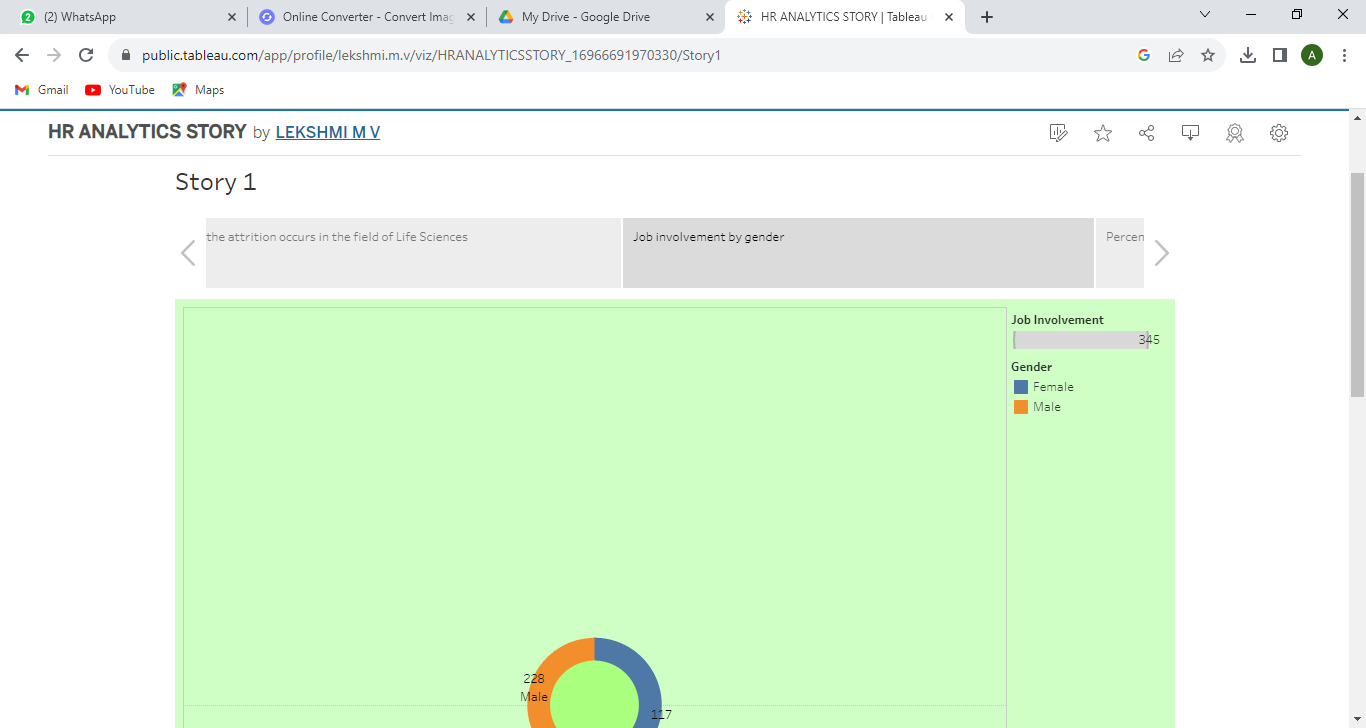 (2) WhatsApp
Online Converter - Convert Imag
My Drive - Google Drive
HR ANALYTICS STORY | Tableau
public.tableau.com/app/profile/lekshmi.m.v/viz/HRANALYTICSSTORY_16966691970330/Story1
A
Gmail
YouTube
Maps
HR ANALYTICS STORY by LEKSHMI M V
Story 1
the attrition occurs in the field of Life Sciences
Job involvement by gender
Percen
Job Involvement
345
Gender
Female
Male
228
Male
117